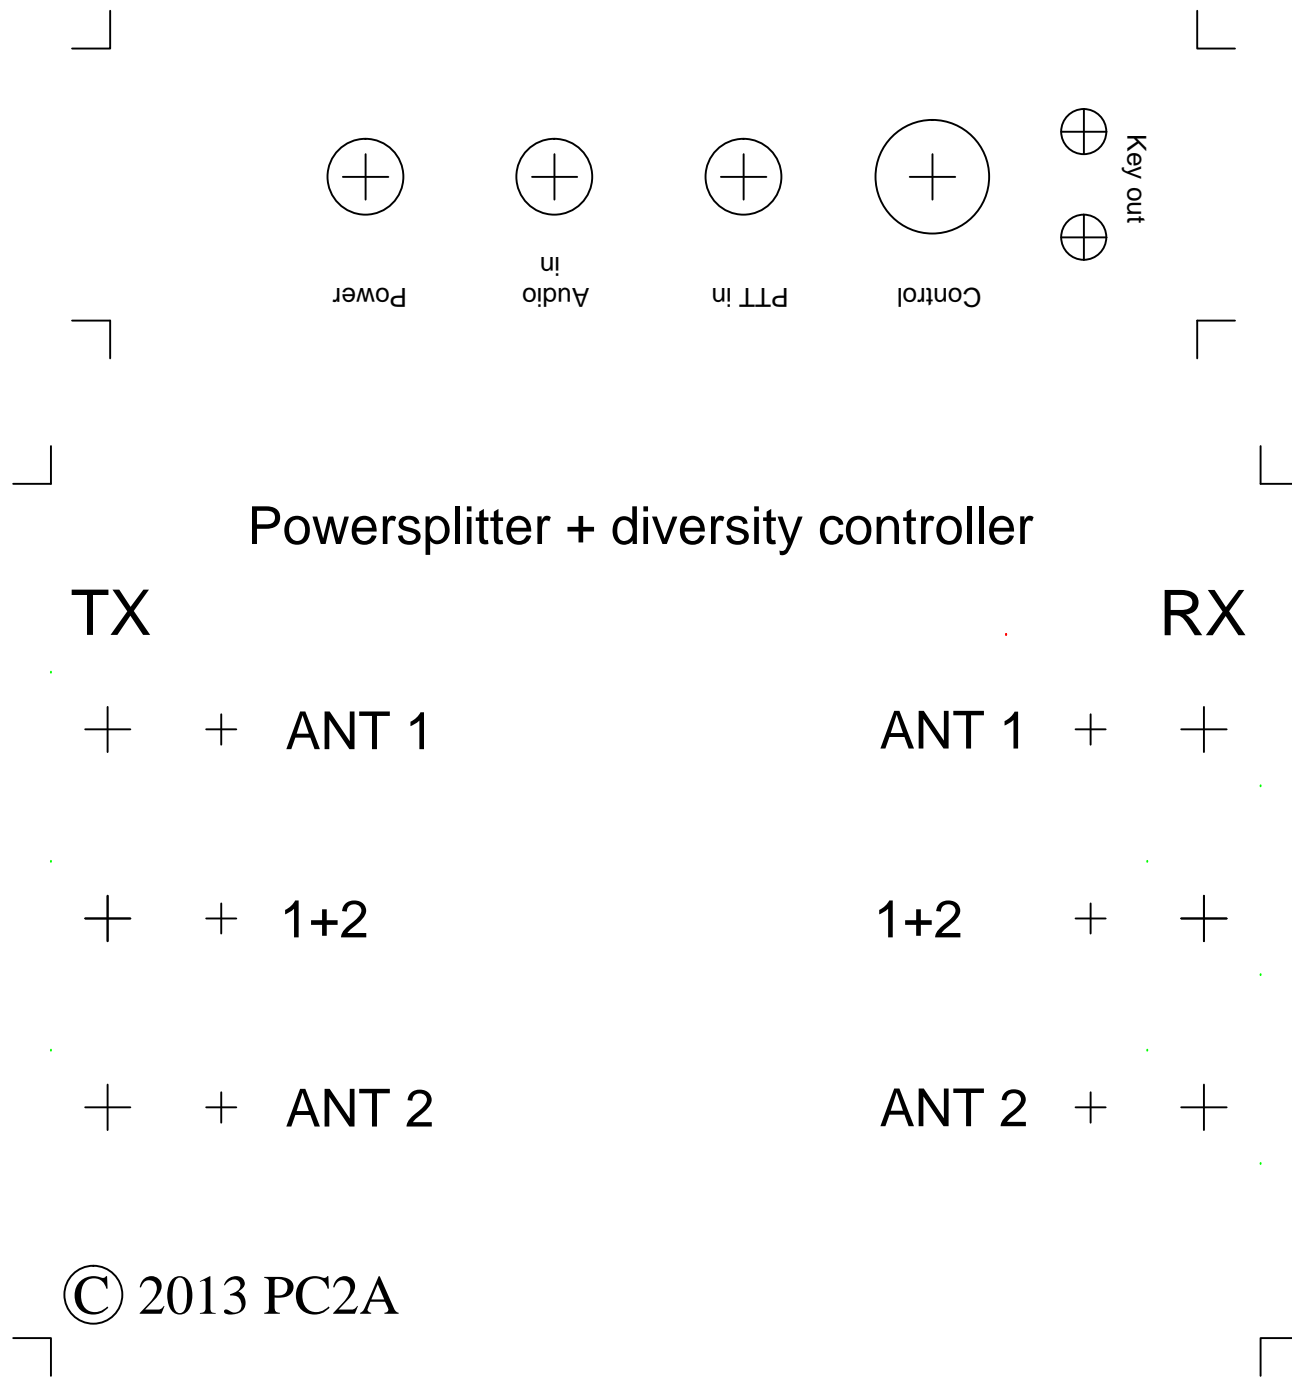 Key out
Power
Audio
in
PTT in
Control
Powersplitter + diversity controller
TX
RX
ANT 1
ANT 1
1+2
1+2
ANT 2
ANT 2
© 2013 PC2A